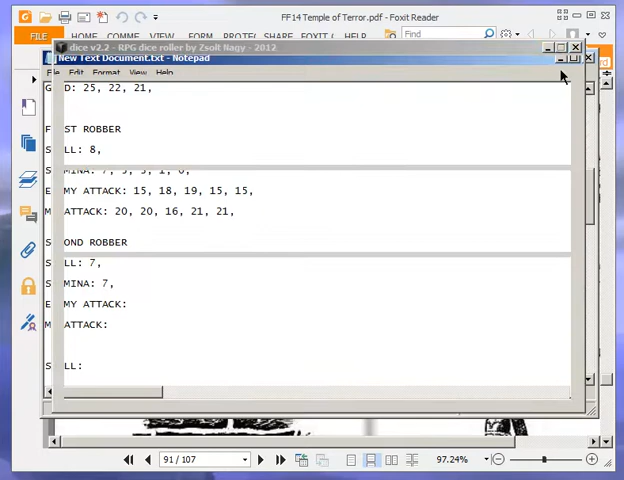 FF14 Temple of Terror.pdf - Foxit Reader
FILE HOME COMMENT VIEW FORM PROTE SHARE FOXIT C HELP
dice v2.2 - RPG dice roller by Zsolt Nagy - 2012
New Text Document.txt - Notepad
Edit Format View Help
G D: 25, 22, 21,
F ST ROBBER
S LL: 8,
E MY ATTACK: 15, 18, 19, 15, 15,
M ATTACK: 20, 20, 16, 21, 21,
S OND ROBBER
S LL: 7,
S MINA: 7,
E MY ATTACK:
M ATTACK:
S LL:
91 / 107
97.24%